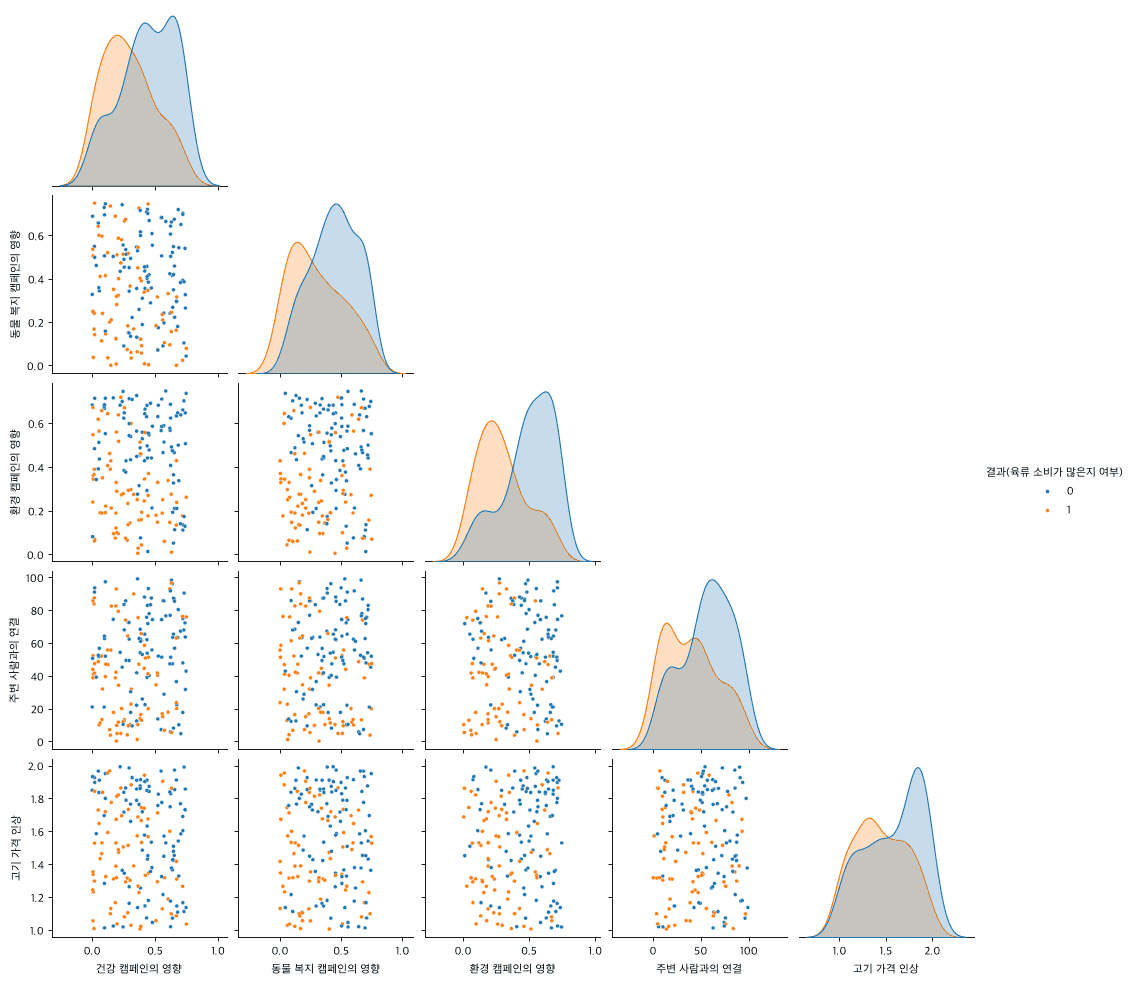 동물 복지 캠페인의 영향
0.6
0.4
0.2
0.0
환경 캠페인의 영향
0.6
0.4
0.2
0.0
결과(육류 소비가 많은지 여부)
0
1
주변 사람과의 연결
100
80
60
40
20
0
고기 가격 인상
2.0
1.8
1.6
1.4
1.2
1.0
0.0 0.5 1.0
건강 캠페인의 영향
0.0 0.5 1.0
동물 복지 캠페인의 영향
0.0 0.5 1.0
환경 캠페인의 영향
0 50 100
주변 사람과의 연결
1.0 1.5 2.0
고기 가격 인상